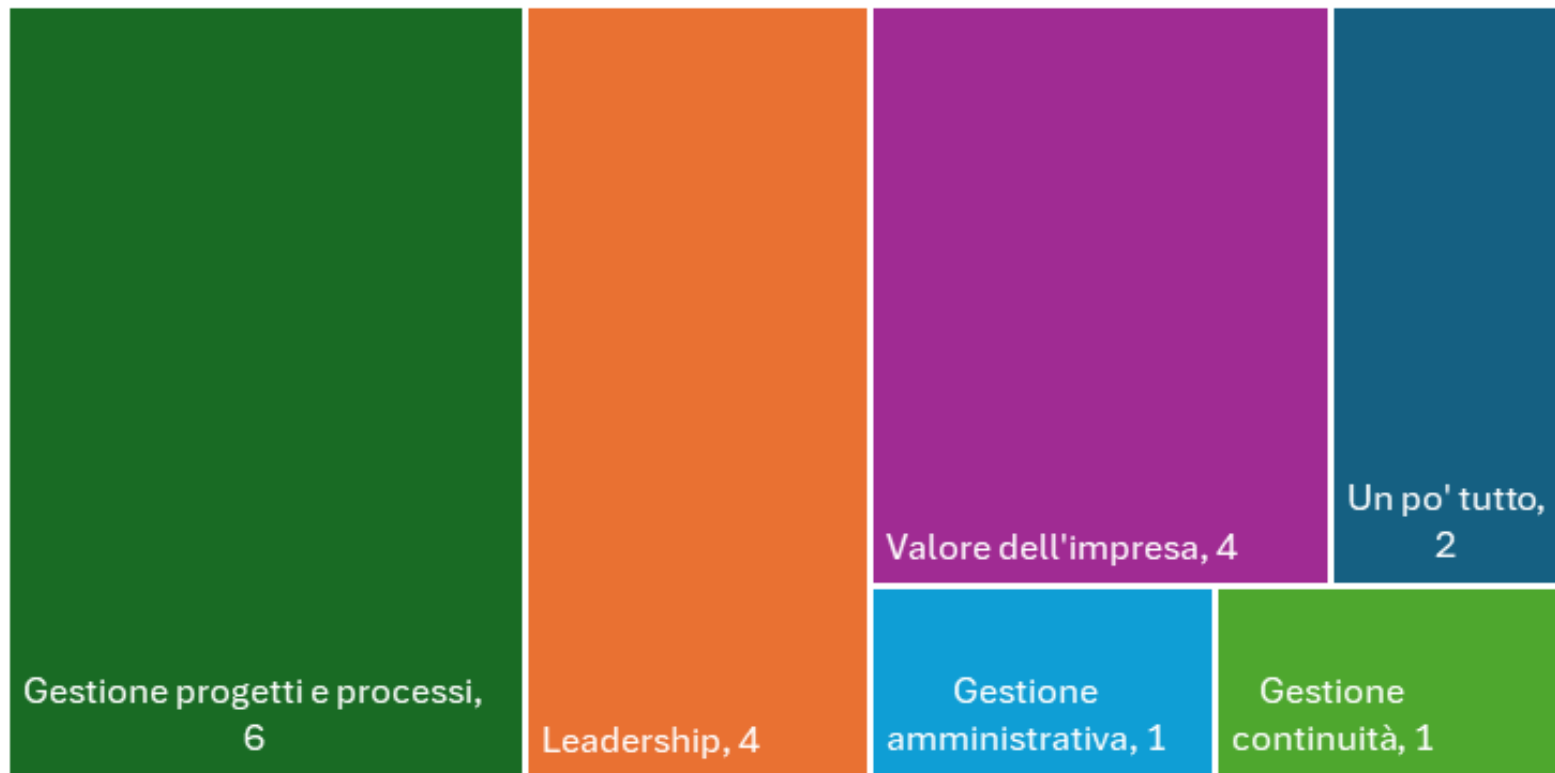 Gestione progetti e processi,
6
Leadership, 4
Valore dell'impresa, 4
Un po' tutto,
2
Gestione
amministrativa, 1
Gestione
continuità, 1